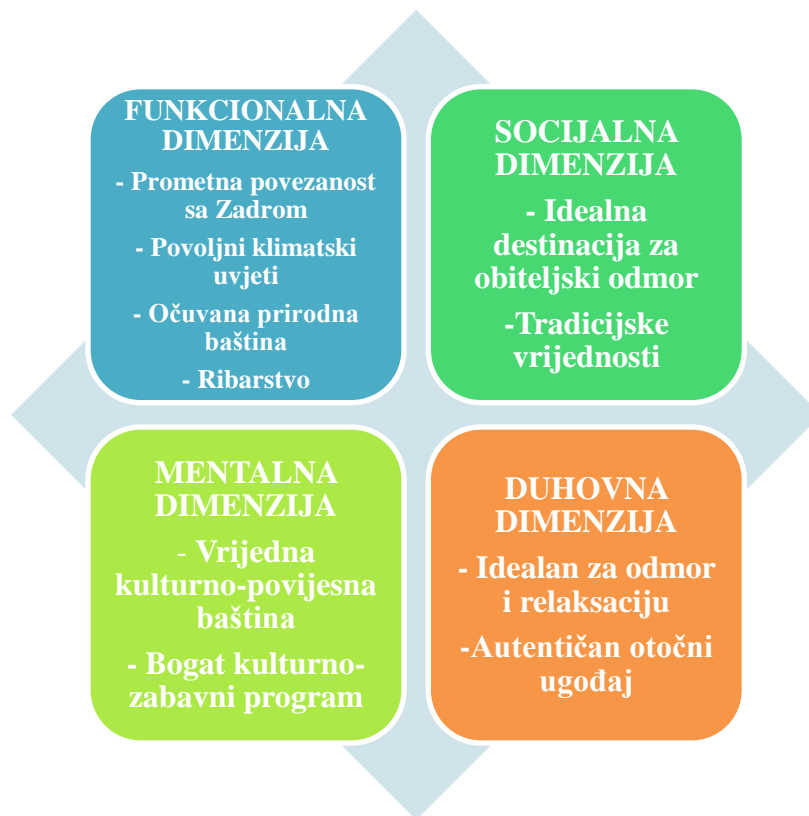 FUNKCIONALNA
DIMENZIJA
- Prometna povezanost
sa Zadrom
- Povoljni klimatski
uvjeti
- Očuvana prirodna
baština
- Ribarstvo
SOCIJALNA
DIMENZIJA
- Idealna
destinacija za
obiteljski odmor
-Tradicijske
vrijednosti
MENTALNA
DIMENZIJA
- Vrijedna
kulturno-povijesna
baština
- Bogat kulturno-
zabavni program
DUHOVNA
DIMENZIJA
- Idealan za odmor
i relaksaciju
-Autentičan otočni
ugođaj